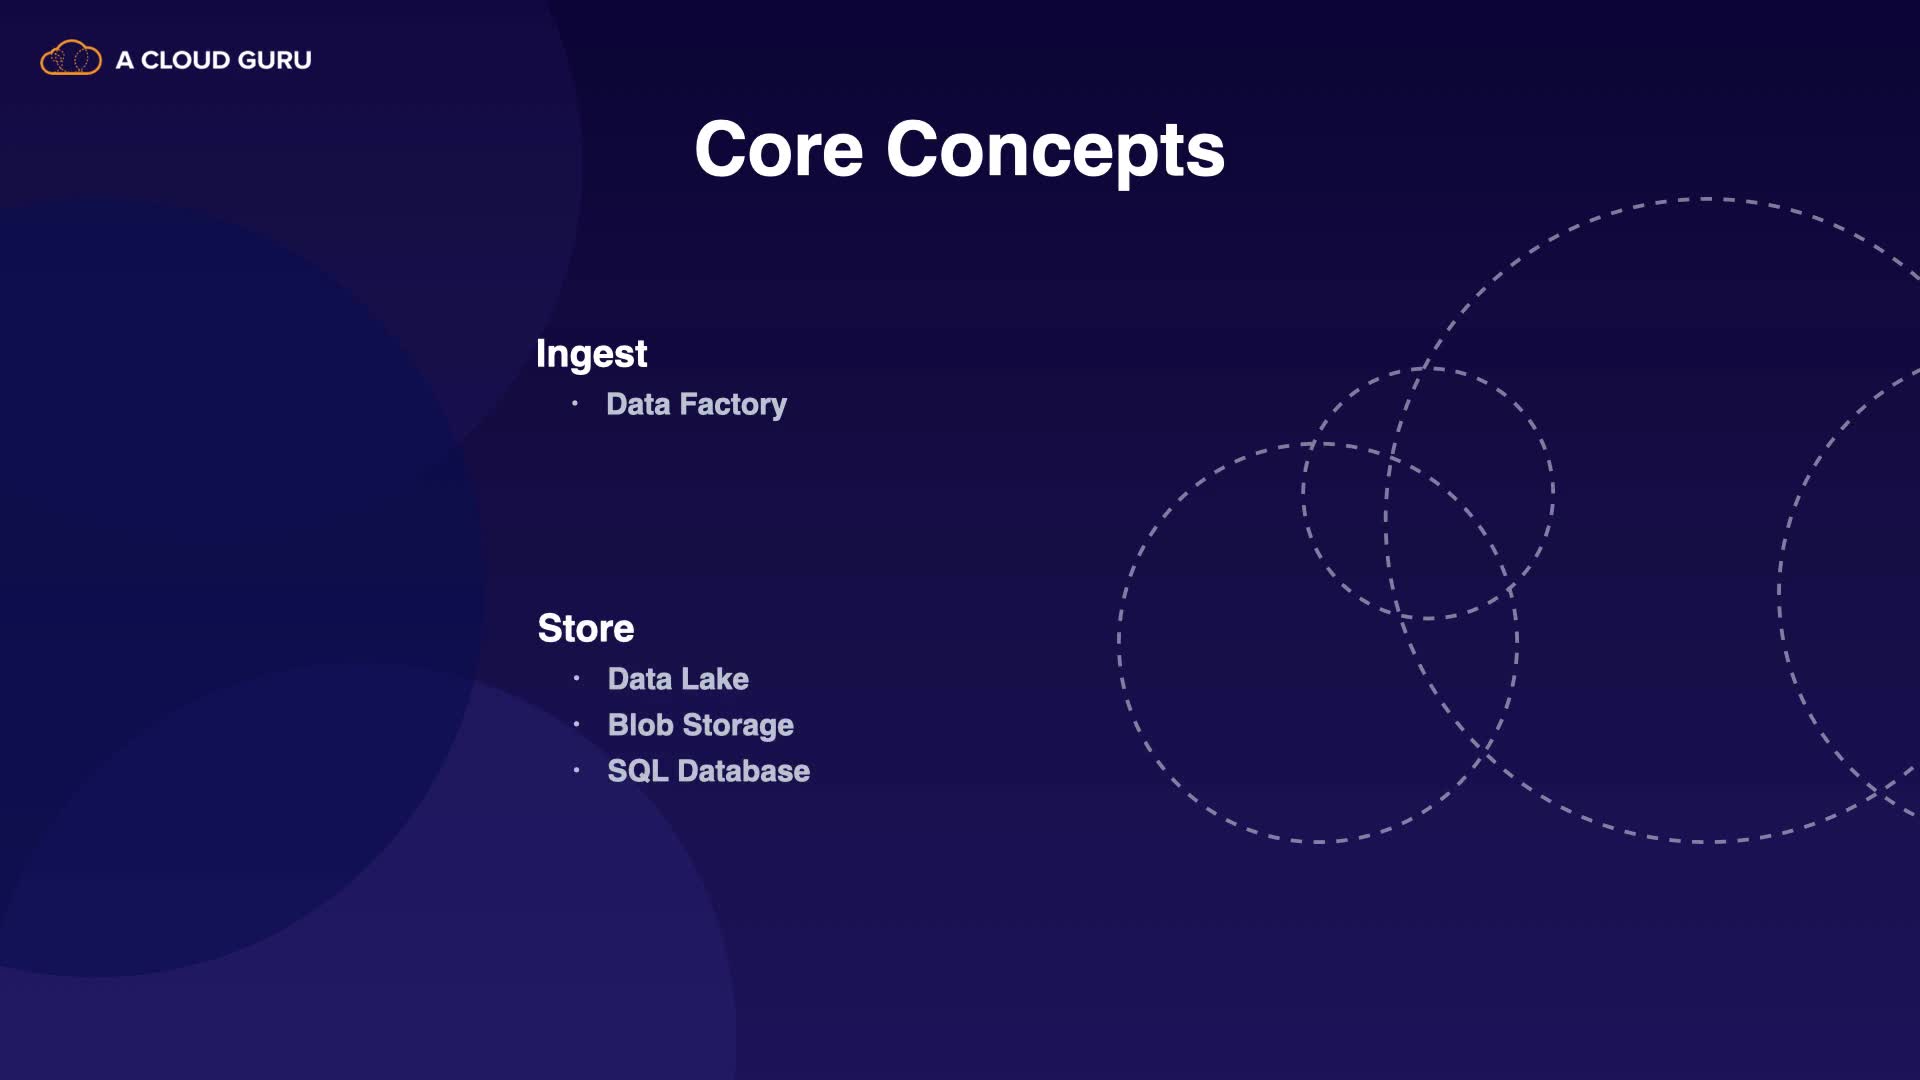 A CLOUD GURU
Core Concepts
Ingest
· Data Factory
Store
· Data Lake
· Blob Storage
· SQL Database